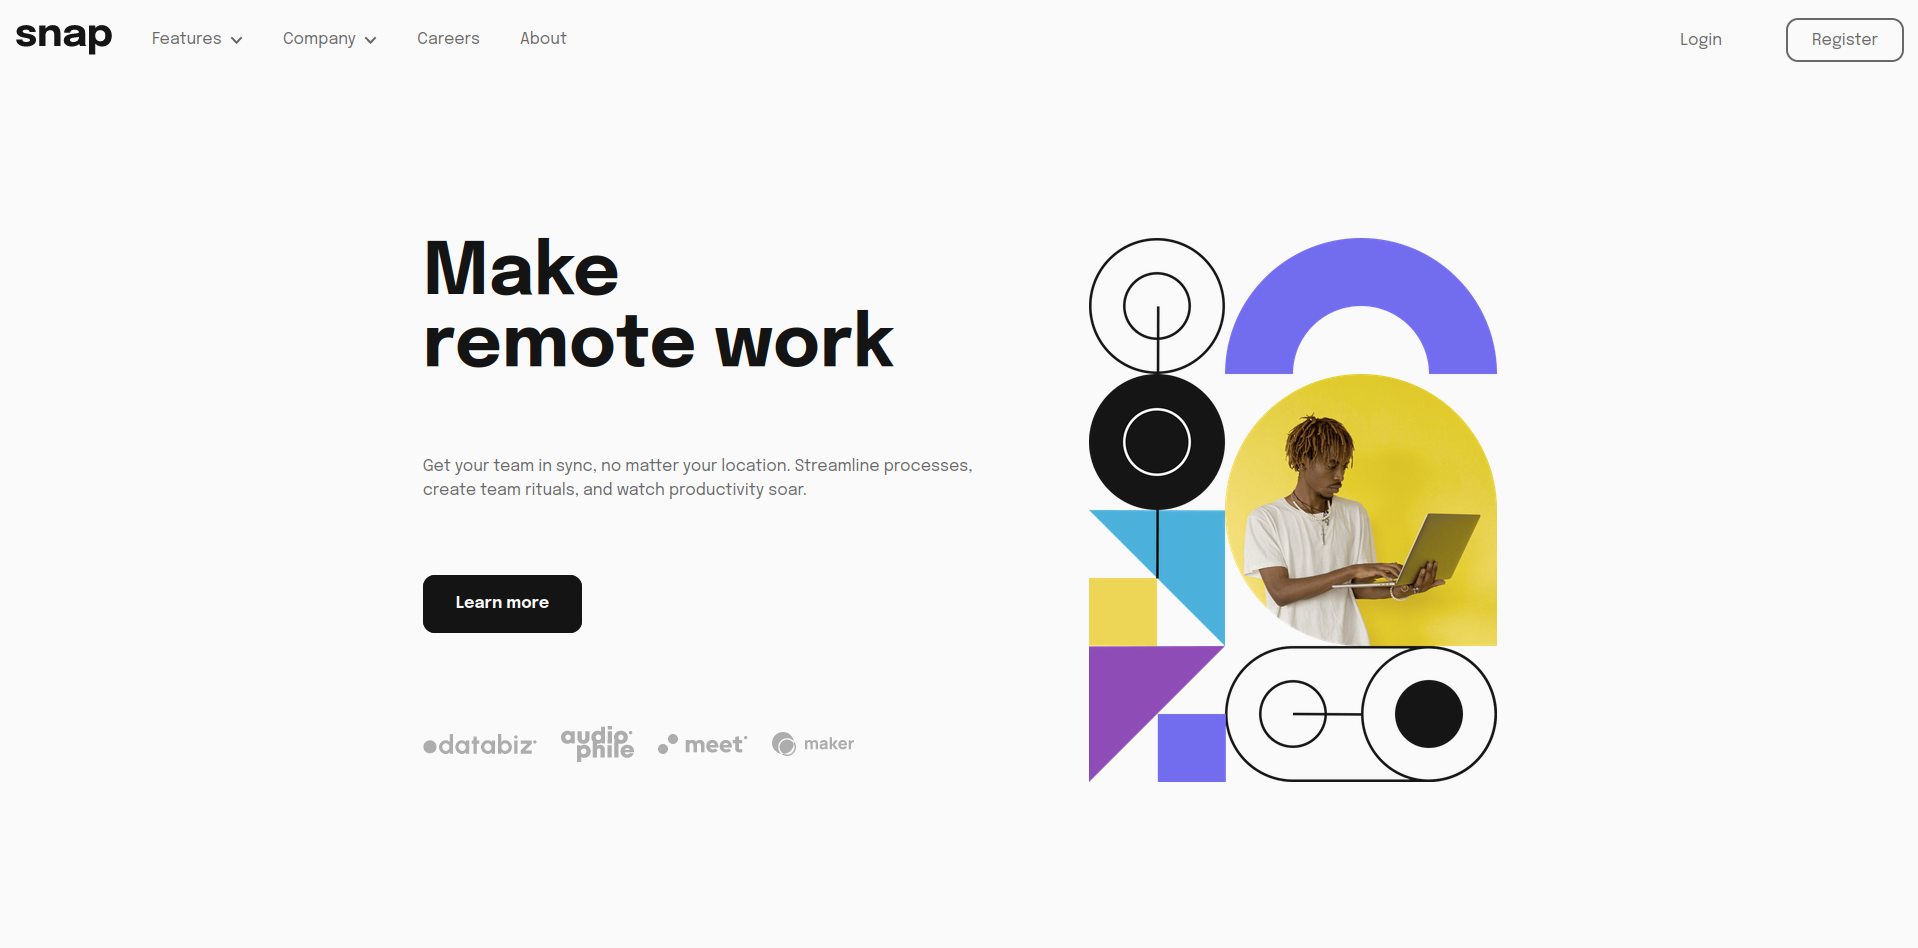 snap
Features
Company
Careers
About
Login
Register
Make
remote work
Get your team in sync, no matter your location. Streamline processes,
create team rituals, and watch productivity soar.
Learn more
databiz
audiophile
meet
maker